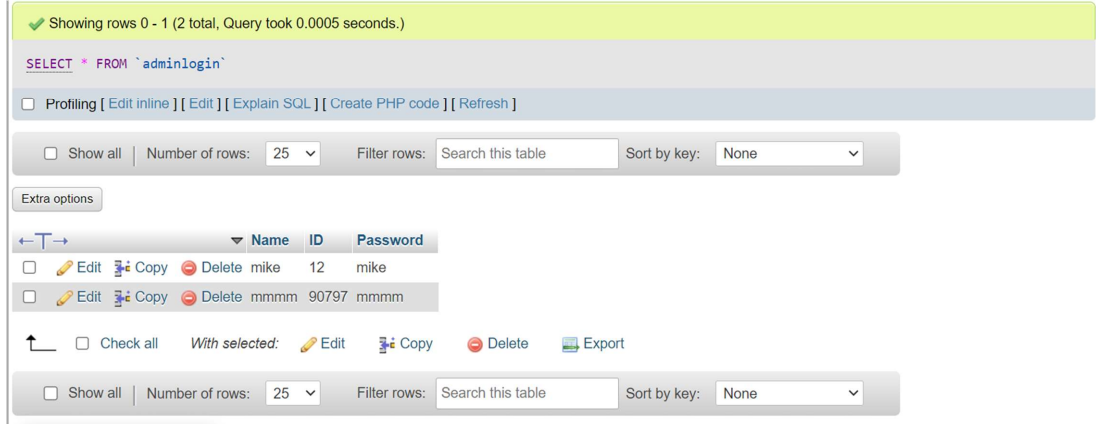 Showing rows 0 - 1 (2 total, Query took 0.0005 seconds.)
SELECT * FROM `adminlogin`
Profiling [ Edit inline ] [ Edit ] [ Explain SQL ] [ Create PHP code ] [ Refresh ]
Show all | Number of rows: 25 Filter rows: Search this table Sort by key: None
Extra options
←T→ Name ID Password
Edit Copy Delete mike 12 mike
Edit Copy Delete mmmm 90797 mmmm
Check all With selected: Edit Copy Delete Export
Show all | Number of rows: 25 Filter rows: Search this table Sort by key: None